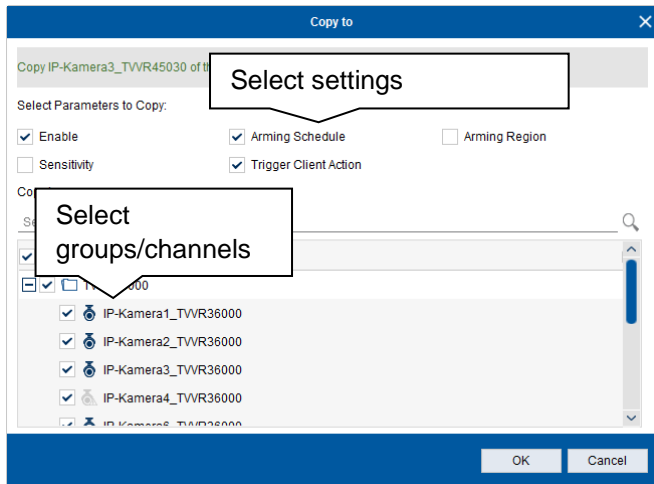 Copy to
Copy IP-Kamera3_TVVR45030 of th
Select settings
Select Parameters to Copy:
Enable
Arming Schedule
Arming Region
Sensitivity
Trigger Client Action
Select
groups/channels
IP-Kamera1_TVVR36000
IP-Kamera2_TVVR36000
IP-Kamera3_TVVR36000
IP-Kamera4_TVVR36000
OK
Cancel